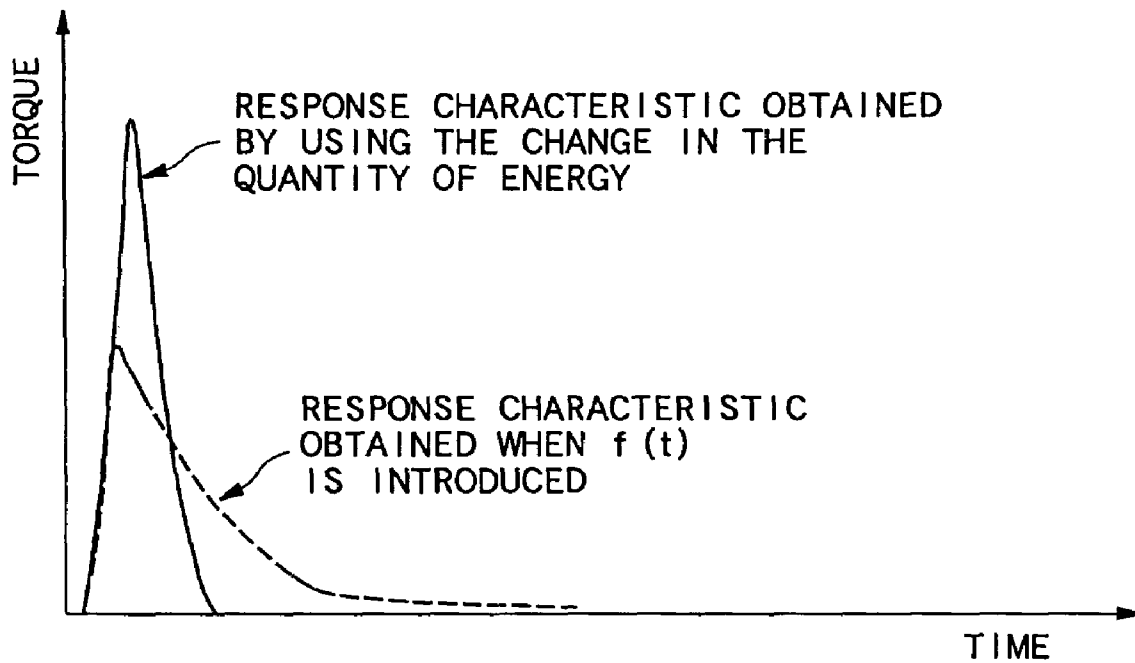 TORQUE
RESPONSE CHARACTERISTIC OBTAINED
BY USING THE CHANGE IN THE
QUANTITY OF ENERGY
RESPONSE CHARACTERISTIC
OBTAINED WHEN f (t)
IS INTRODUCED
TIME